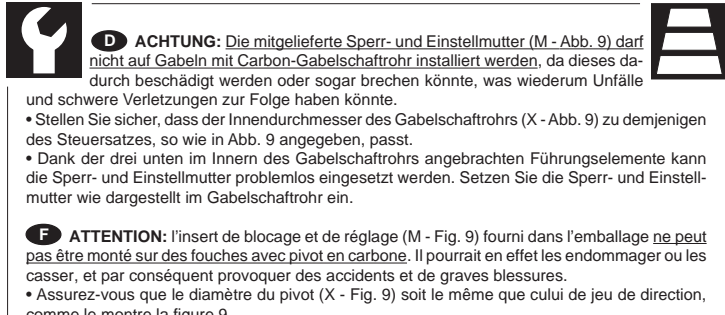 D ACHTUNG: Die mitgelieferte Sperr- und Einstellmutter (M - Abb. 9) darf
nicht auf Gabeln mit Carbon-Gabelschaftrohr installiert werden, da dieses da-
durch beschädigt werden oder sogar brechen könnte, was wiederum Unfälle
und schwere Verletzungen zur Folge haben könnte.
• Stellen Sie sicher, dass der Innendurchmesser des Gabelschaftrohrs (X - Abb. 9) zu demjenigen
des Steuersatzes, so wie in Abb. 9 angegeben, passt.
• Dank der drei unten im Innern des Gabelschaftrohrs angebrachten Führungselemente kann
die Sperr- und Einstellmutter problemlos eingesetzt werden. Setzen Sie die Sperr- und Einstell-
mutter wie dargestellt im Gabelschaftrohr ein.
F ATTENTION: l'insert de blocage et de réglage (M - Fig. 9) fourni dans l'emballage ne peut
pas être monté sur des fouches avec pivot en carbone. Il pourrait en effet les endommager ou les
casser, et par conséquent provoquer des accidents et de graves blessures.
• Assurez-vous que le diamètre du pivot (X - Fig. 9) soit le même que cului de jeu de direction,
comme le montre la figure 9